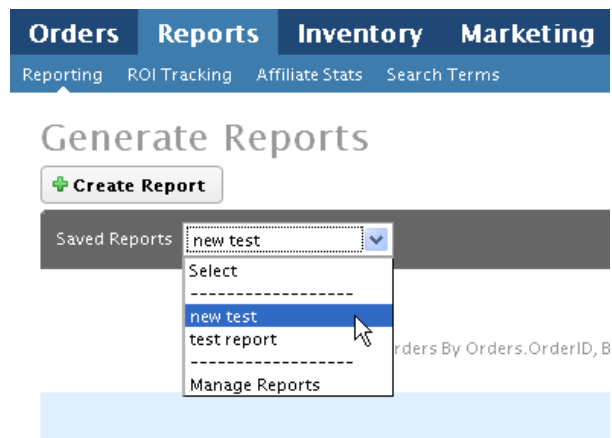 Orders Reports Inventory Marketing
Reporting ROI Tracking Affiliate Stats Search Terms
Generate Reports
Create Report
Saved Reports new test
Select
------------------
new test
test report
rders By Orders.OrderID, B
------------------
Manage Reports